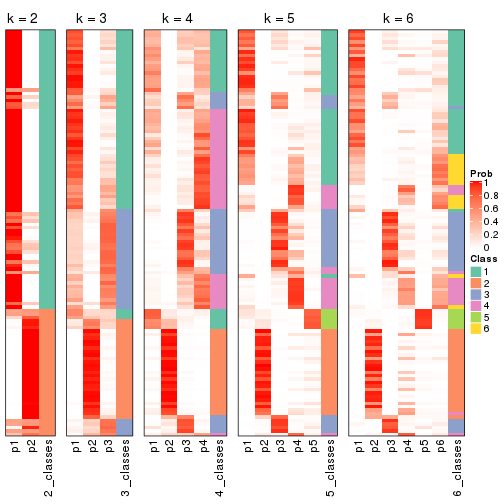 k = 2
k = 3
k = 4
k = 5
k = 6
Prob
1
0.8
0.6
0.4
0.2
0
Class
1
2
3
4
5
6
p1
p2
2_classes
p1
p2
p3
3_classes
p1
p2
p3
p4
4_classes
p1
p2
p3
p4
p5
5_classes
p1
p2
p3
p4
p5
p6
6_classes